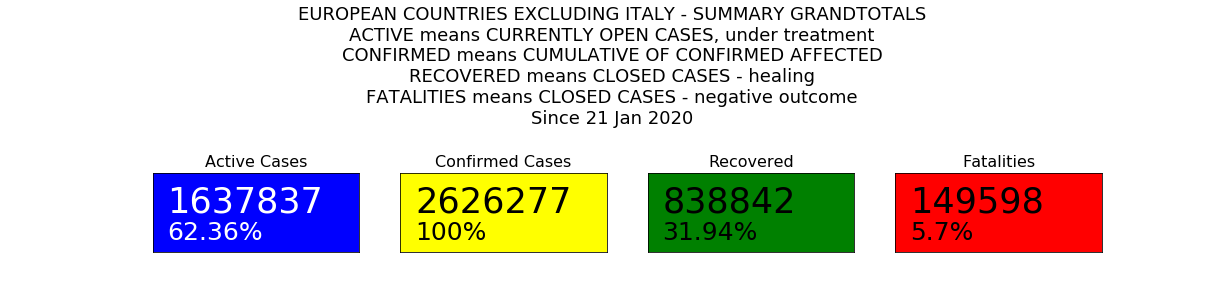 EUROPEAN COUNTRIES EXCLUDING ITALY - SUMMARY GRANDTOTALS
ACTIVE means CURRENTLY OPEN CASES, under treatment
CONFIRMED means CUMULATIVE OF CONFIRMED AFFECTED
RECOVERED means CLOSED CASES - healing
FATALITIES means CLOSED CASES - negative outcome
Since 21 Jan 2020
Active Cases
1637837
62.36%
Confirmed Cases
2626277
100%
Recovered
838842
31.94%
Fatalities
149598
5.7%